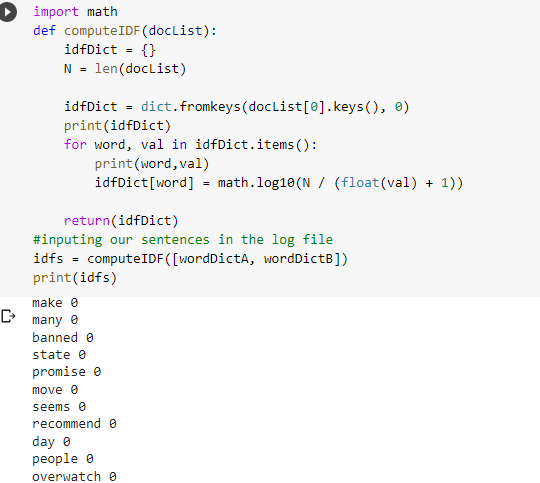 import math
def computeIDF(docList):
    idfDict = {}
    N = len(docList)

    idfDict = dict.fromkeys(docList[0].keys(), 0)
    print(idfDict)
    for word, val in idfDict.items():
        print(word,val)
        idfDict[word] = math.log10(N / (float(val) + 1))

    return(idfDict)
#inputing our sentences in the log file
idfs = computeIDF([wordDictA, wordDictB])
print(idfs)
make 0
many 0
banned 0
state 0
promise 0
move 0
seems 0
recommend 0
day 0
people 0
overwatch 0